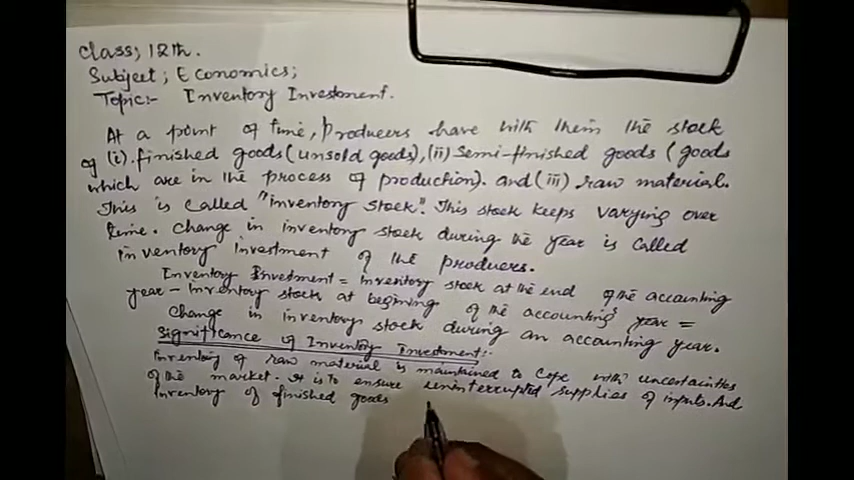 Class; 12th.
Subject; Economics;
Topic:- Inventory Investment.
At a point of time, Producers have with them the stock
of (i). finished goods (unsold goods), (ii) Semi-finished goods (goods
which are in the process of production). and (iii). raw material.
This is called "inventory stock". This stock keeps varying over
time. Change in inventory stock during the year is called
inventory investment of the producers.
Inventory Investment = inventory stock at the end of the accounting
year - Inventory stock at begining of the accounting year =
Change in inventory stock during an accounting year.
Significance of Inventory Investment:-
Inventory of raw material is maintained to Cope with uncertainties
of the market. It is to ensure uninterrupted supplies of inputs. And
Inventory of finished goods